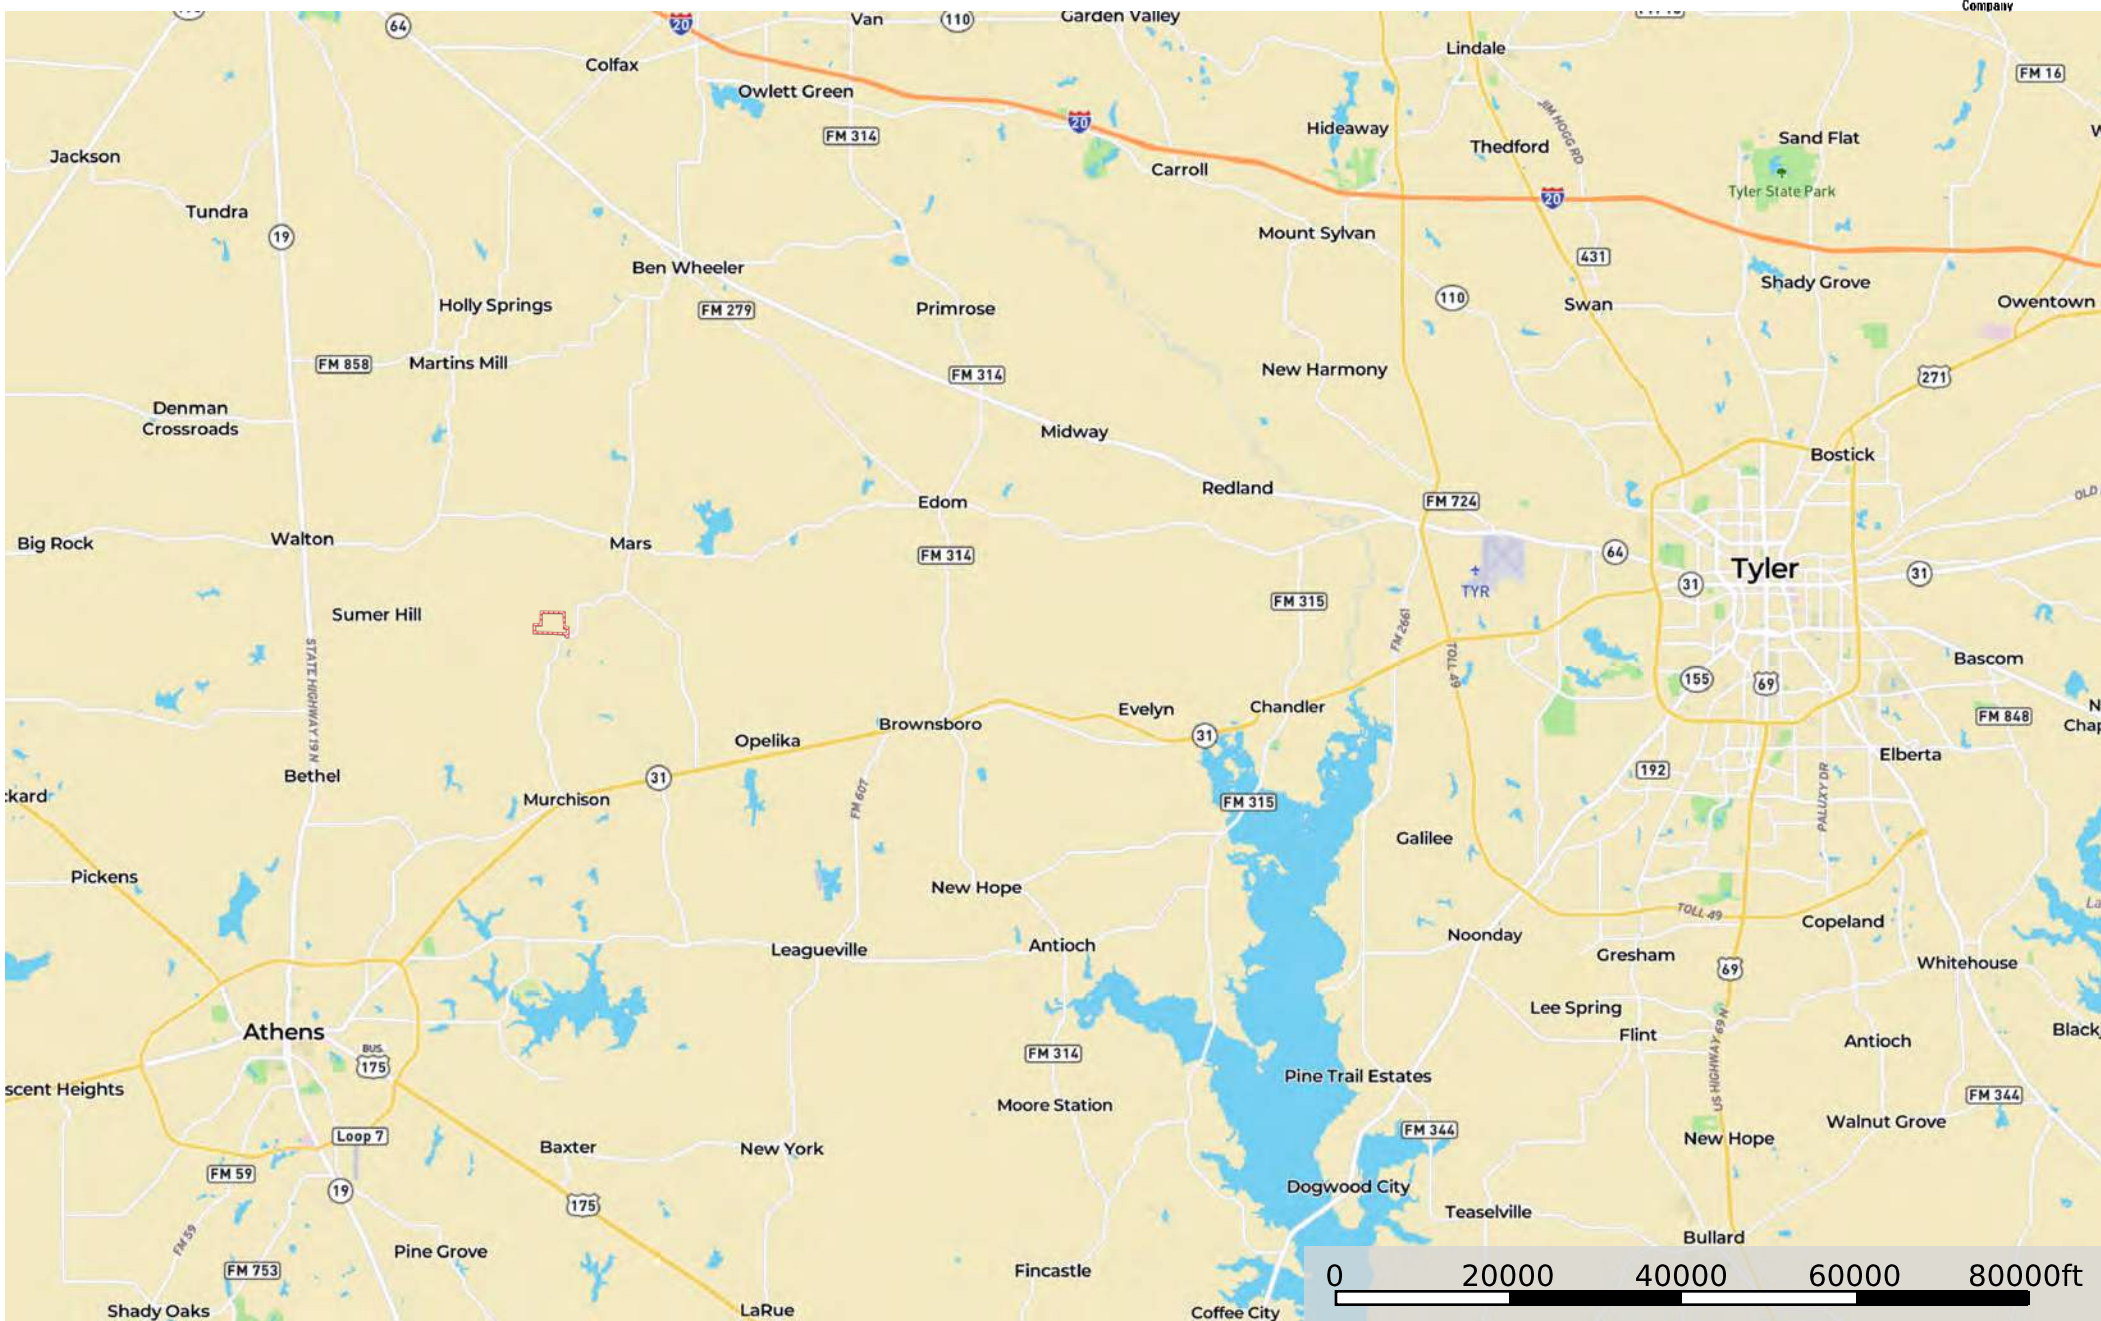 Company
64
20
Van
110
Garden Valley
Lindale
Colfax
FM 16
Owlett Green
20
JIM HOGG RD
FM 314
Hideaway
Thedford
Sand Flat
Jackson
Carroll
Tyler State Park
20
Tundra
19
Mount Sylvan
431
Ben Wheeler
Shady Grove
110
Holly Springs
FM 279
Primrose
Swan
Owentown
FM 858
Martins Mill
FM 314
New Harmony
271
Denman
Crossroads
Midway
Bostick
Redland
FM 724
OLD
Edom
Big Rock
Walton
Mars
FM 314
64
Tyler
31
31
TYR
FM 315
Sumer Hill
FM 2661
STATE HIGHWAY 19 N
TOLL 49
Bascom
155
69
Evelyn
Chandler
FM 848
Brownsboro
31
Opelika
Chap
Elberta
Bethel
31
192
Murchison
FM 607
FM 315
PALUXY DR
ckard
Galilee
Pickens
New Hope
TOLL 49
La
Copeland
Noonday
Leagueville
Antioch
Gresham
69
Whitehouse
Lee Spring
Athens
US HIGHWAY 69 N
Flint
Antioch
Black
BUS.
175
FM 314
Pine Trail Estates
scent Heights
FM 344
Moore Station
Walnut Grove
Loop 7
FM 344
Baxter
New York
New Hope
FM 59
19
Dogwood City
175
Teaselville
FM 59
Bullard
Pine Grove
FM 753
Fincastle
0 20000 40000 60000 80000ft
Shady Oaks
LaRue
Coffee City